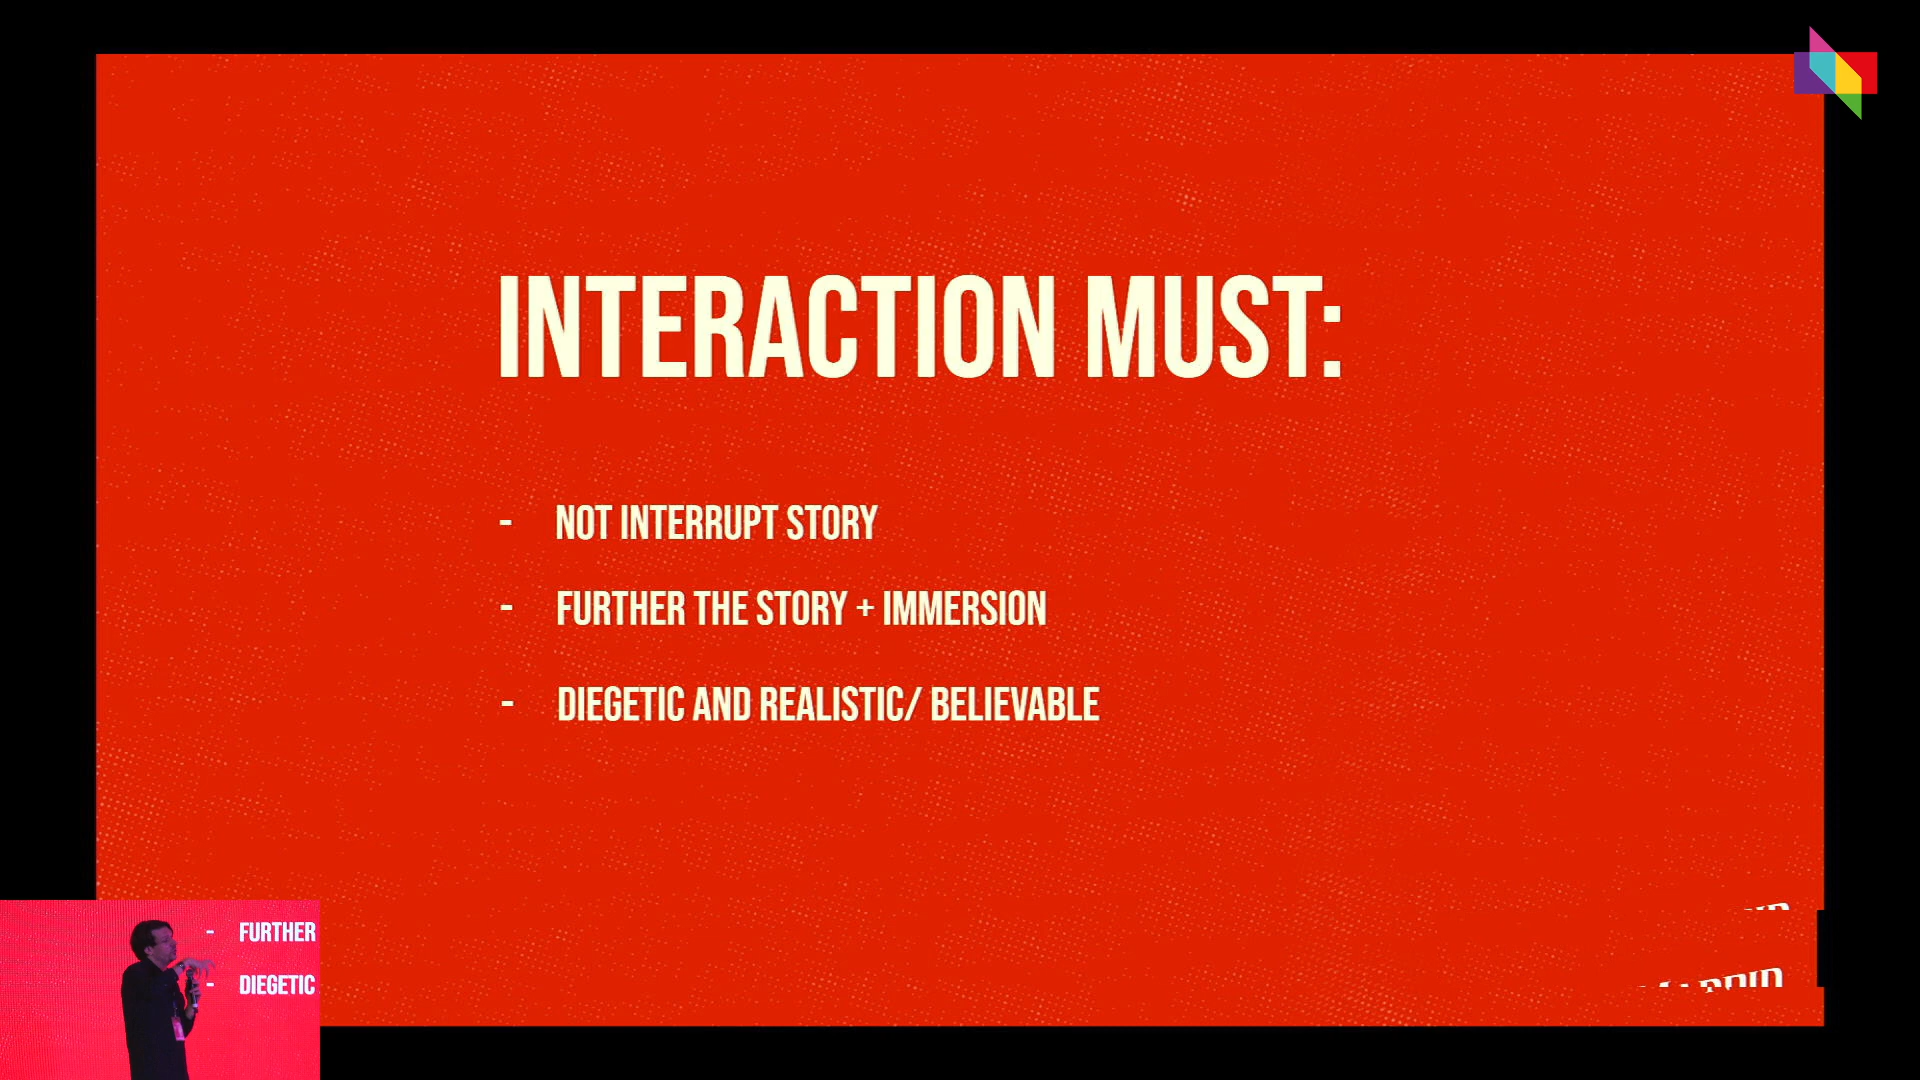 INTERACTION MUST:
- NOT INTERRUPT STORY
- FURTHER THE STORY + IMMERSION
- DIEGETIC AND REALISTIC/ BELIEVABLE
- FURTHER
- DIEGETIC